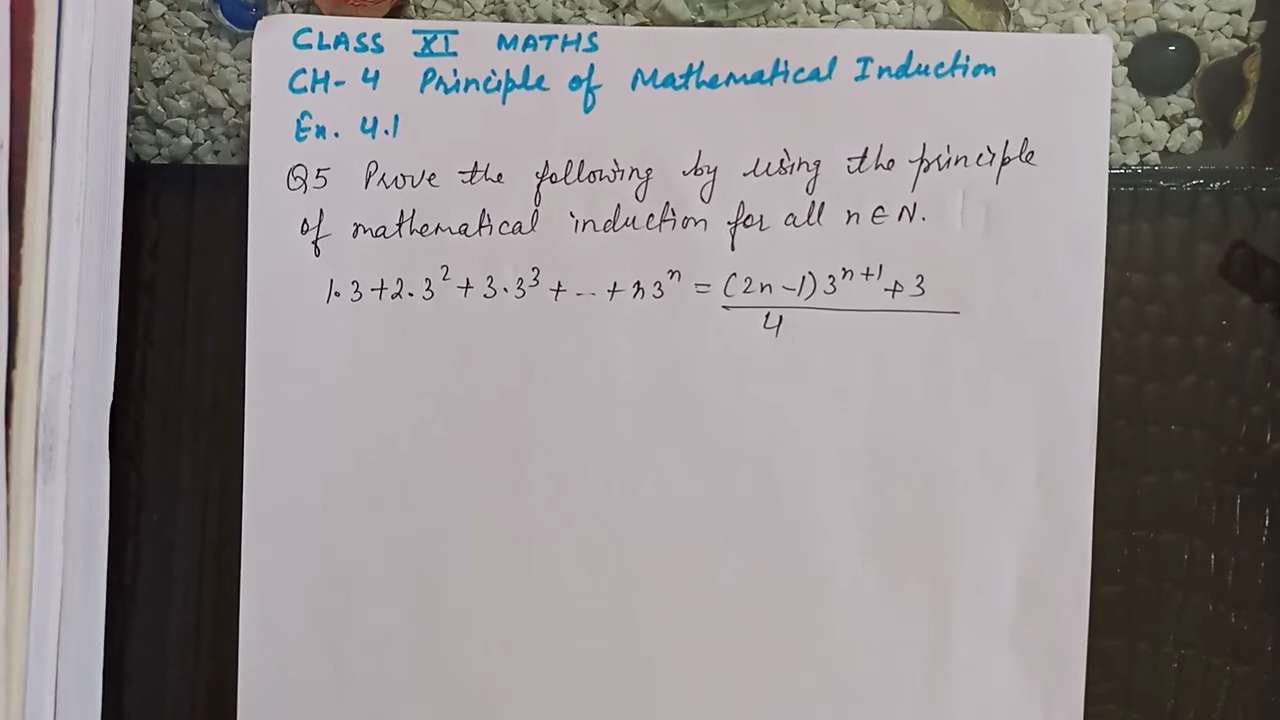 CLASS XI MATHS
CH-4 Principle of Mathematical Induction
Ex. 4.1
Q5 Prove the following by using the principle
of mathematical induction for all n ∈ N.
1.3+2.3²+3.3³+...+n3ⁿ = (2n-1)3ⁿ⁺¹+3
4